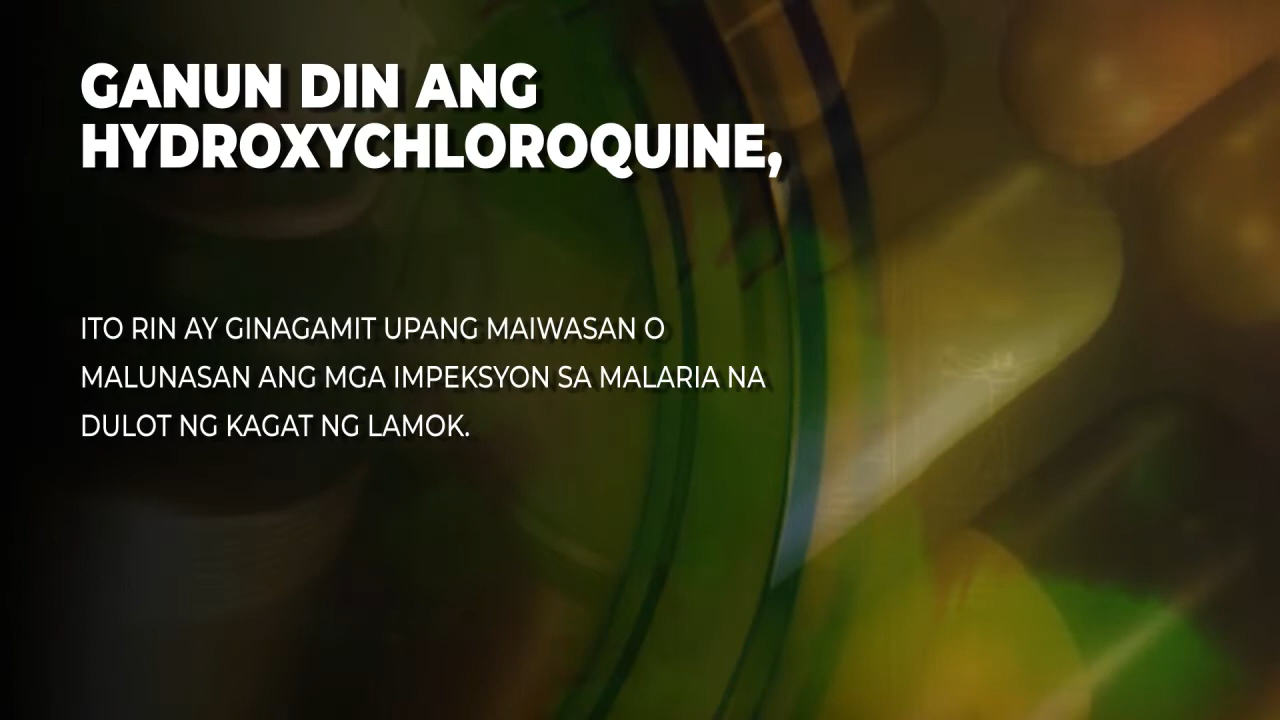 GANUN DIN ANG
HYDROXYCHLOROQUINE,
ITO RIN AY GINAGAMIT UPANG MAIWASAN O
MALUNASAN ANG MGA IMPEKSYON SA MALARIA NA
DULOT NG KAGAT NG LAMOK.